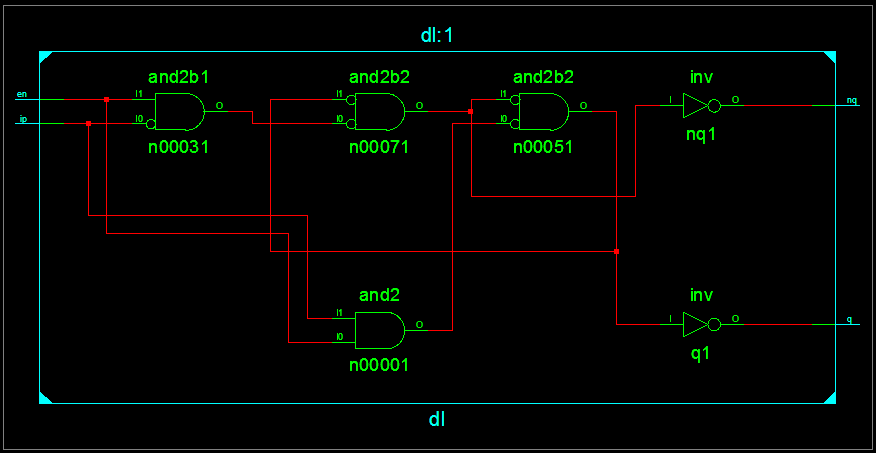 dl:1
and2b1
and2b2
and2b2
inv
en
I1
O
I1
O
I1
O
I
O
nq
ip
I0
I0
I0
nq1
n00031
n00071
n00051
and2
inv
I1
O
I
O
q
I0
q1
n00001
dl